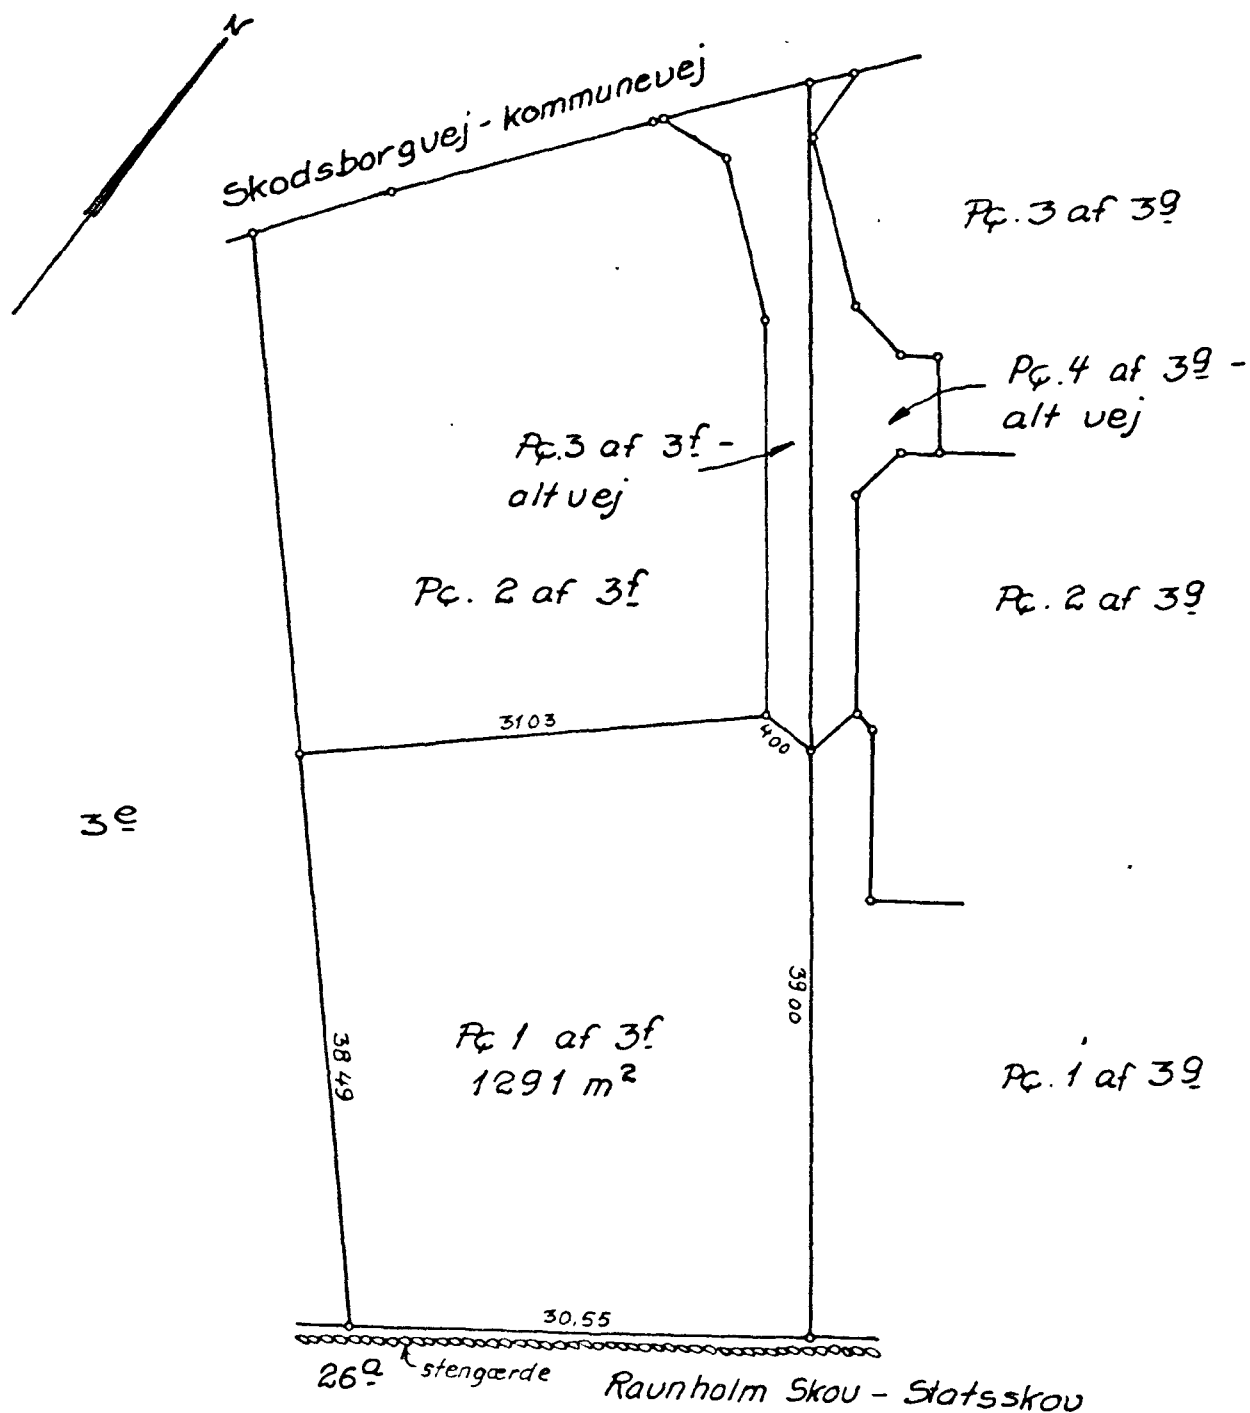 N
Skodsborgvej - kommunevej
Pç. 3 af 3g
Pç. 4 af 3g -
alt vej
Pç. 3 af 3f -
alt vej
Pç. 2 af 3f
Pç. 2 af 3g
31 03
4 00
3e
39 00
38 49
Pç 1 af 3f
1291 m²
Pç. 1 af 3g
30.55
26a
stengærde
Raunholm Skov - Statsskov